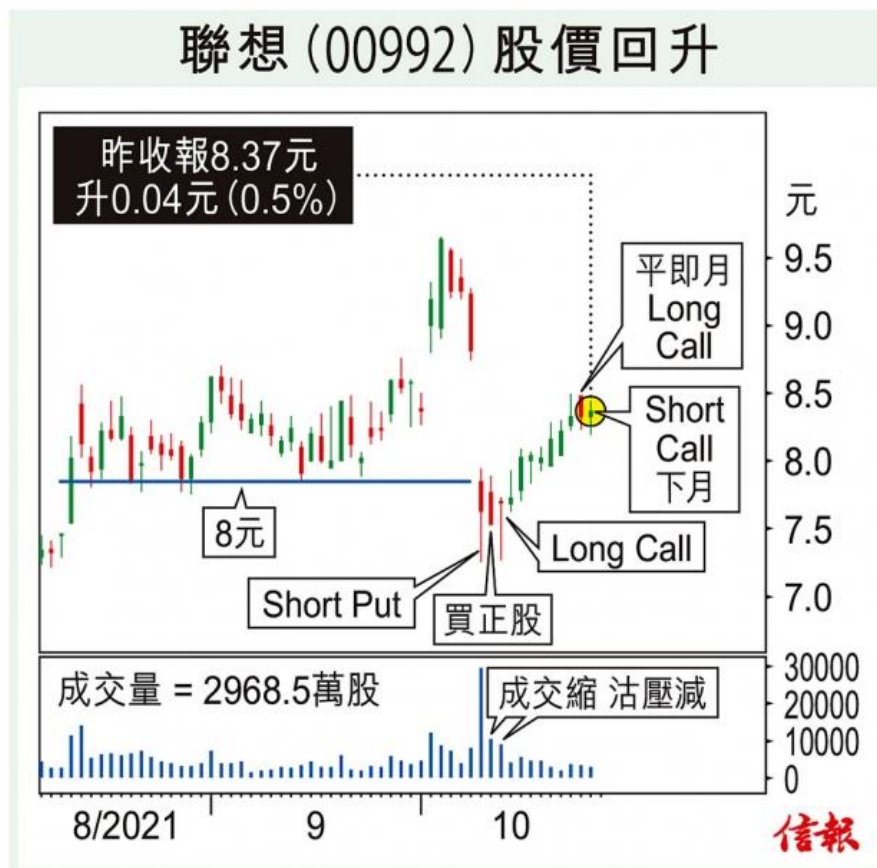 聯想(00992)股價回升
昨收報8.37元
升0.04元(0.5%)
元
9.5
9.0
8.5
8.0
7.5
7.0
平即月
Long
Call
Short
Call
下月
8元
Long Call
Short Put
買正股
成交量 = 2968.5萬股
成交縮 沽壓減
30000
20000
10000
0
8/2021
9
10
信報